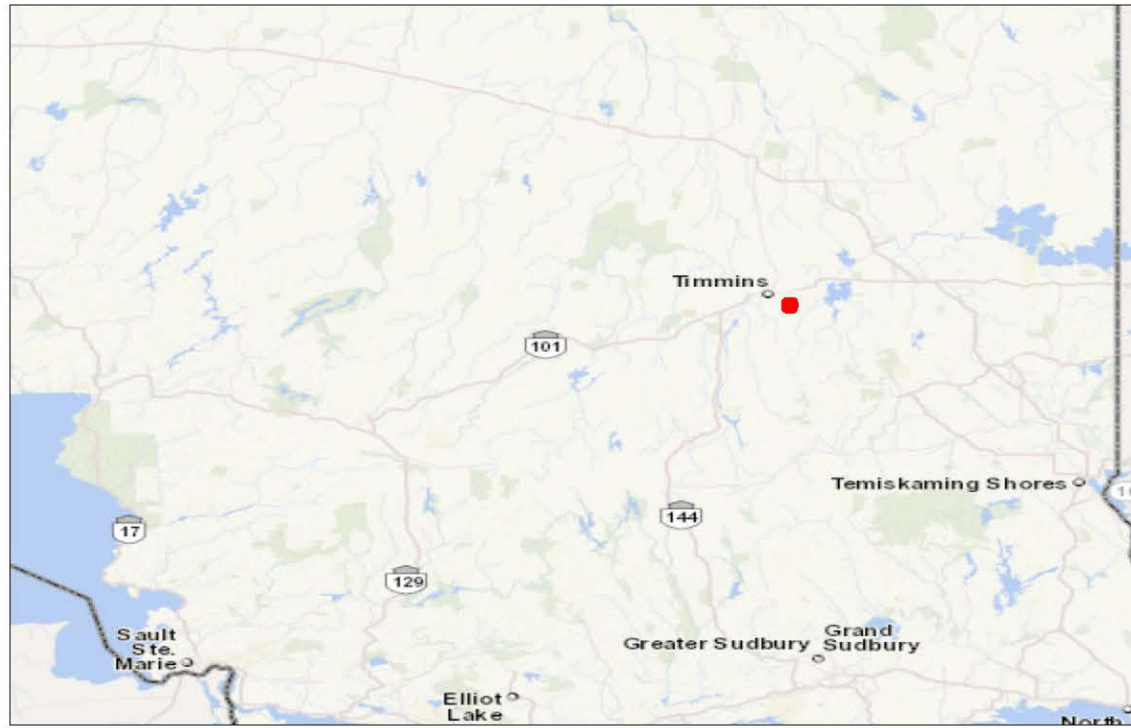 Timmins
101
Temiskaming Shores
144
17
129
Sault
Ste.
Marie
Greater Sudbury
Grand
Sudbury
Elliot
Lake
North